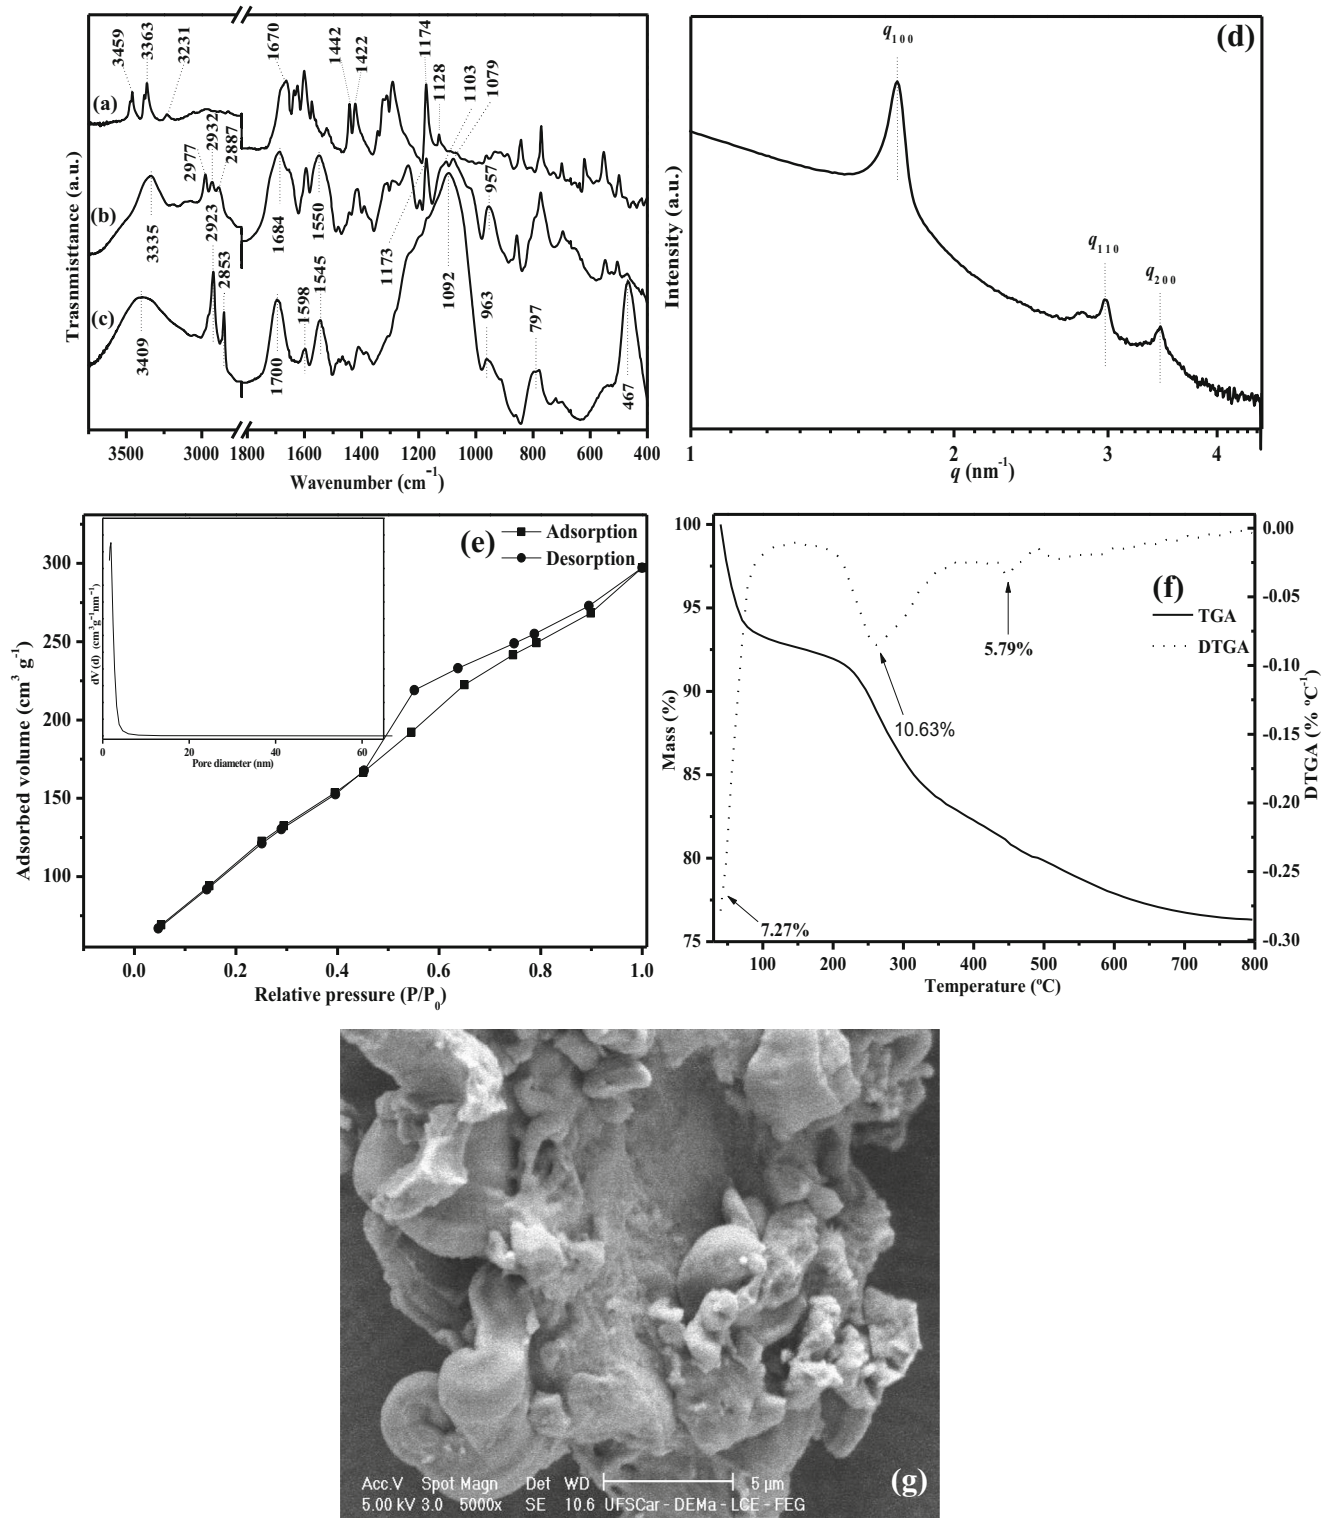 3459
3363
3231
1670
1442
1422
1174
1128
1103
1079
(a)
2977
2932
2887
(b)
3335
2923
2853
1684
1550
1173
957
(c)
3409
1700
1598
1545
1092
963
797
467
Trasnmisttance (a.u.)
3500 3000 1800 1600 1400 1200 1000 800 600 400
Wavenumber (cm⁻¹)
(d)
q₁₀₀
q₁₁₀
q₂₀₀
Intensity (a.u.)
1 2 3 4
q (nm⁻¹)
(e)
Adsorption
Desorption
dV (d) (cm³g⁻¹nm⁻¹)
0 20 40 60
Pore diameter (nm)
Adsorbed volume (cm³ g⁻¹)
300
250
200
150
100
0.0 0.2 0.4 0.6 0.8 1.0
Relative pressure (P/P₀)
(f)
TGA
DTGA
5.79%
10.63%
7.27%
Mass (%)
100
95
90
85
80
75
0.00
-0.05
-0.10
-0.15
-0.20
-0.25
-0.30
DTGA (% ºC⁻¹)
100 200 300 400 500 600 700 800
Temperature (ºC)
(g)
Acc.V Spot Magn Det WD 5 µm
5.00 kV 3.0 5000x SE 10.6 UFSCar - DEMa - LCE - FEG